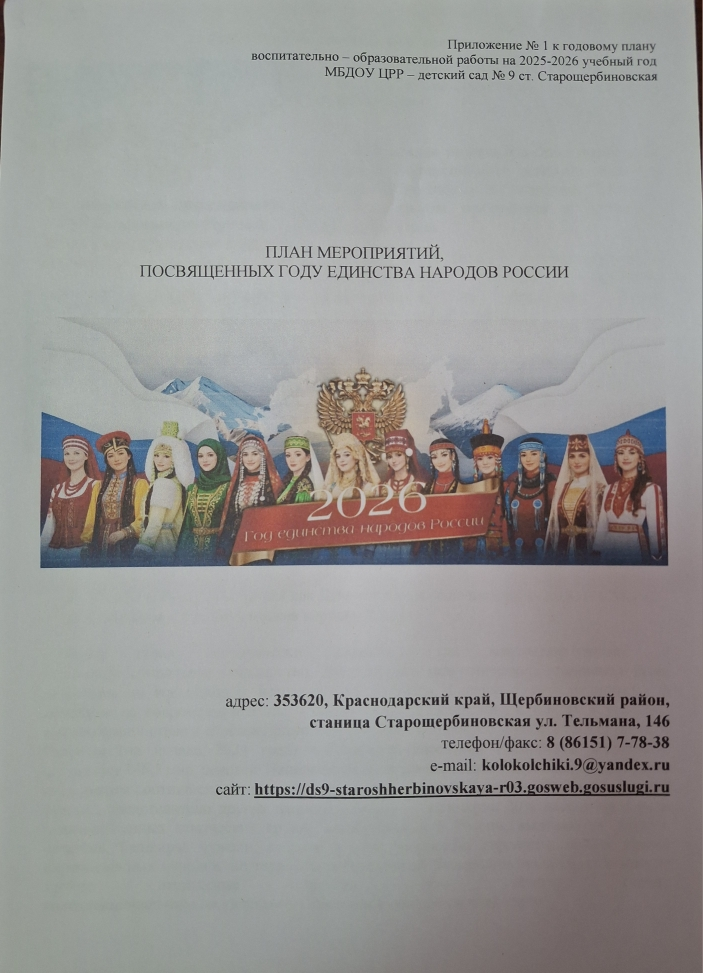 Приложение № 1 к годовому плану
воспитательно – образовательной работы на 2025-2026 учебный год
МБДОУ ЦРР – детский сад № 9 ст. Старощербиновская
ПЛАН МЕРОПРИЯТИЙ,
ПОСВЯЩЕННЫХ ГОДУ ЕДИНСТВА НАРОДОВ РОССИИ
2026
Год единства народов России
адрес: 353620, Краснодарский край, Щербиновский район,
станица Старощербиновская ул. Тельмана, 146
телефон/факс: 8 (86151) 7-78-38
e-mail: kolokolchiki.9@yandex.ru
сайт: https://ds9-staroshherbinovskaya-r03.gosweb.gosuslugi.ru